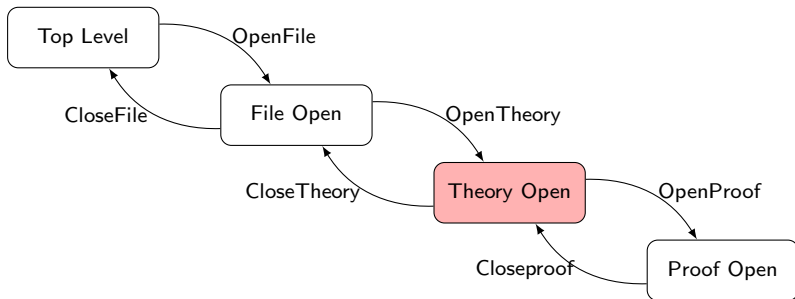 Top Level
OpenFile
CloseFile
File Open
OpenTheory
CloseTheory
Theory Open
OpenProof
Closeproof
Proof Open